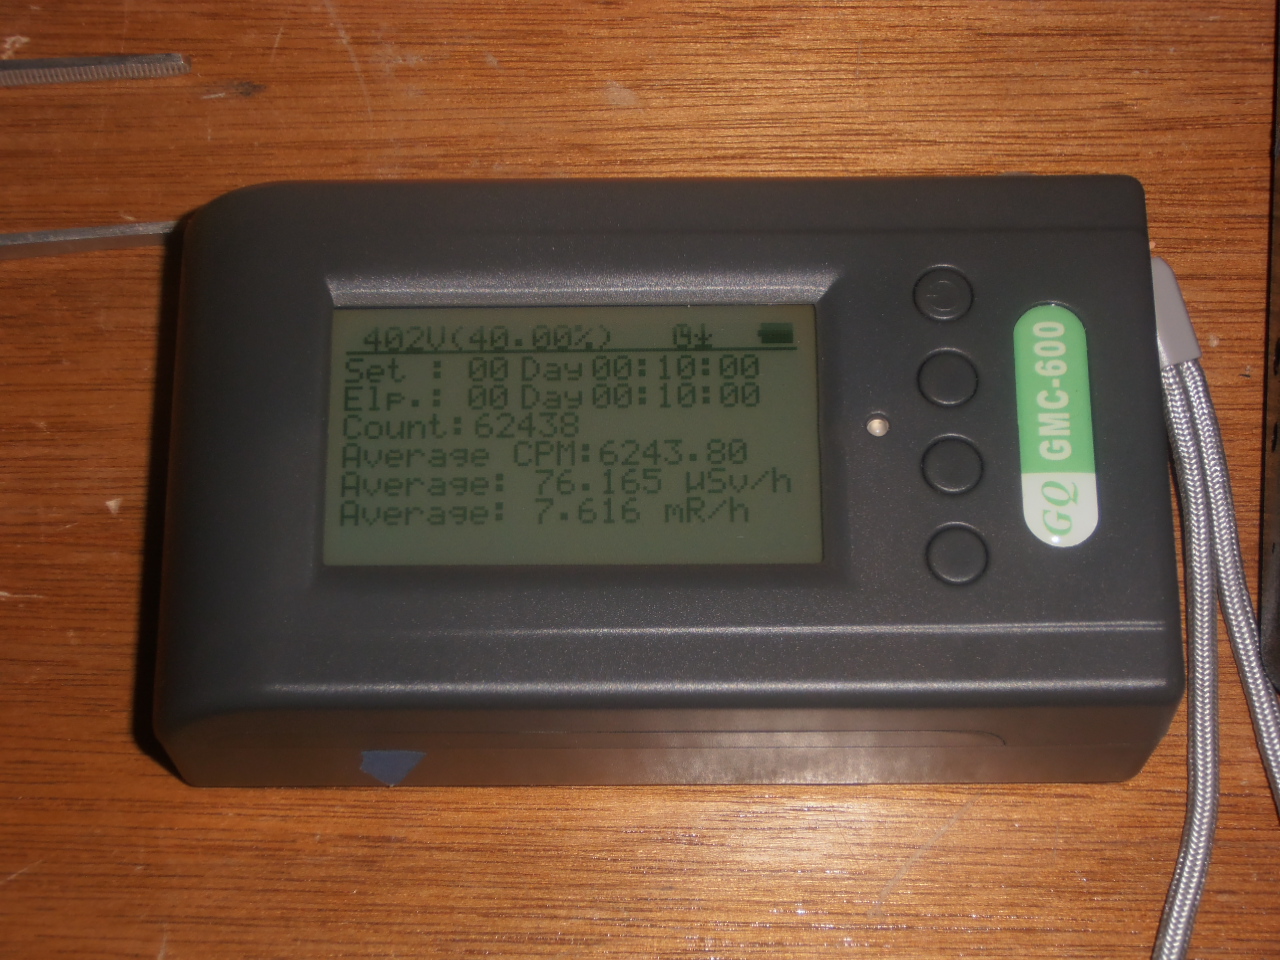 402V(40.00%)
Set : 00 Day 00:10:00
Elp.: 00 Day 00:10:00
Count:62438
Average CPM:6243.80
Average: 76.165 µSv/h
Average: 7.616 mR/h
GQ GMC-600